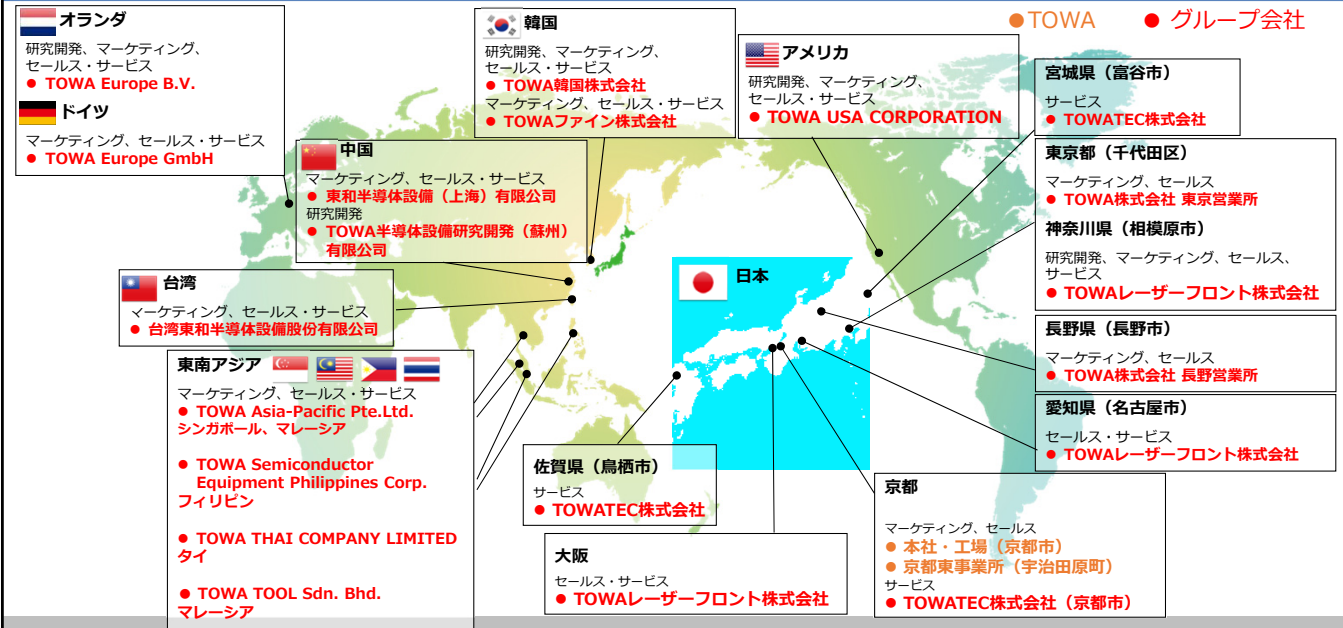 ●TOWA ● グループ会社
オランダ
研究開発、マーケティング、
セールス・サービス
● TOWA Europe B.V.
ドイツ
マーケティング、セールス・サービス
● TOWA Europe GmbH
韓国
研究開発、マーケティング、
セールス・サービス
● TOWA韓国株式会社
マーケティング、セールス・サービス
● TOWAファイン株式会社
アメリカ
研究開発、マーケティング、
セールス・サービス
● TOWA USA CORPORATION
中国
マーケティング、セールス・サービス
● 東和半導体設備（上海）有限公司
研究開発
● TOWA半導体設備研究開発（蘇州）
有限公司
台湾
マーケティング、セールス・サービス
● 台湾東和半導体設備股份有限公司
東南アジア
マーケティング、セールス・サービス
● TOWA Asia-Pacific Pte.Ltd.
シンガポール、マレーシア
● TOWA Semiconductor
Equipment Philippines Corp.
フィリピン
● TOWA THAI COMPANY LIMITED
タイ
● TOWA TOOL Sdn. Bhd.
マレーシア
日本
宮城県（富谷市）
サービス
● TOWATEC株式会社
東京都（千代田区）
マーケティング、セールス
● TOWA株式会社 東京営業所
神奈川県（相模原市）
研究開発、マーケティング、セールス、
サービス
● TOWAレーザーフロント株式会社
長野県（長野市）
マーケティング、セールス
● TOWA株式会社 長野営業所
愛知県（名古屋市）
セールス・サービス
● TOWAレーザーフロント株式会社
佐賀県（鳥栖市）
サービス
● TOWATEC株式会社
大阪
セールス・サービス
● TOWAレーザーフロント株式会社
京都
マーケティング、セールス
● 本社・工場（京都市）
● 京都東事業所（宇治田原町）
サービス
● TOWATEC株式会社（京都市）